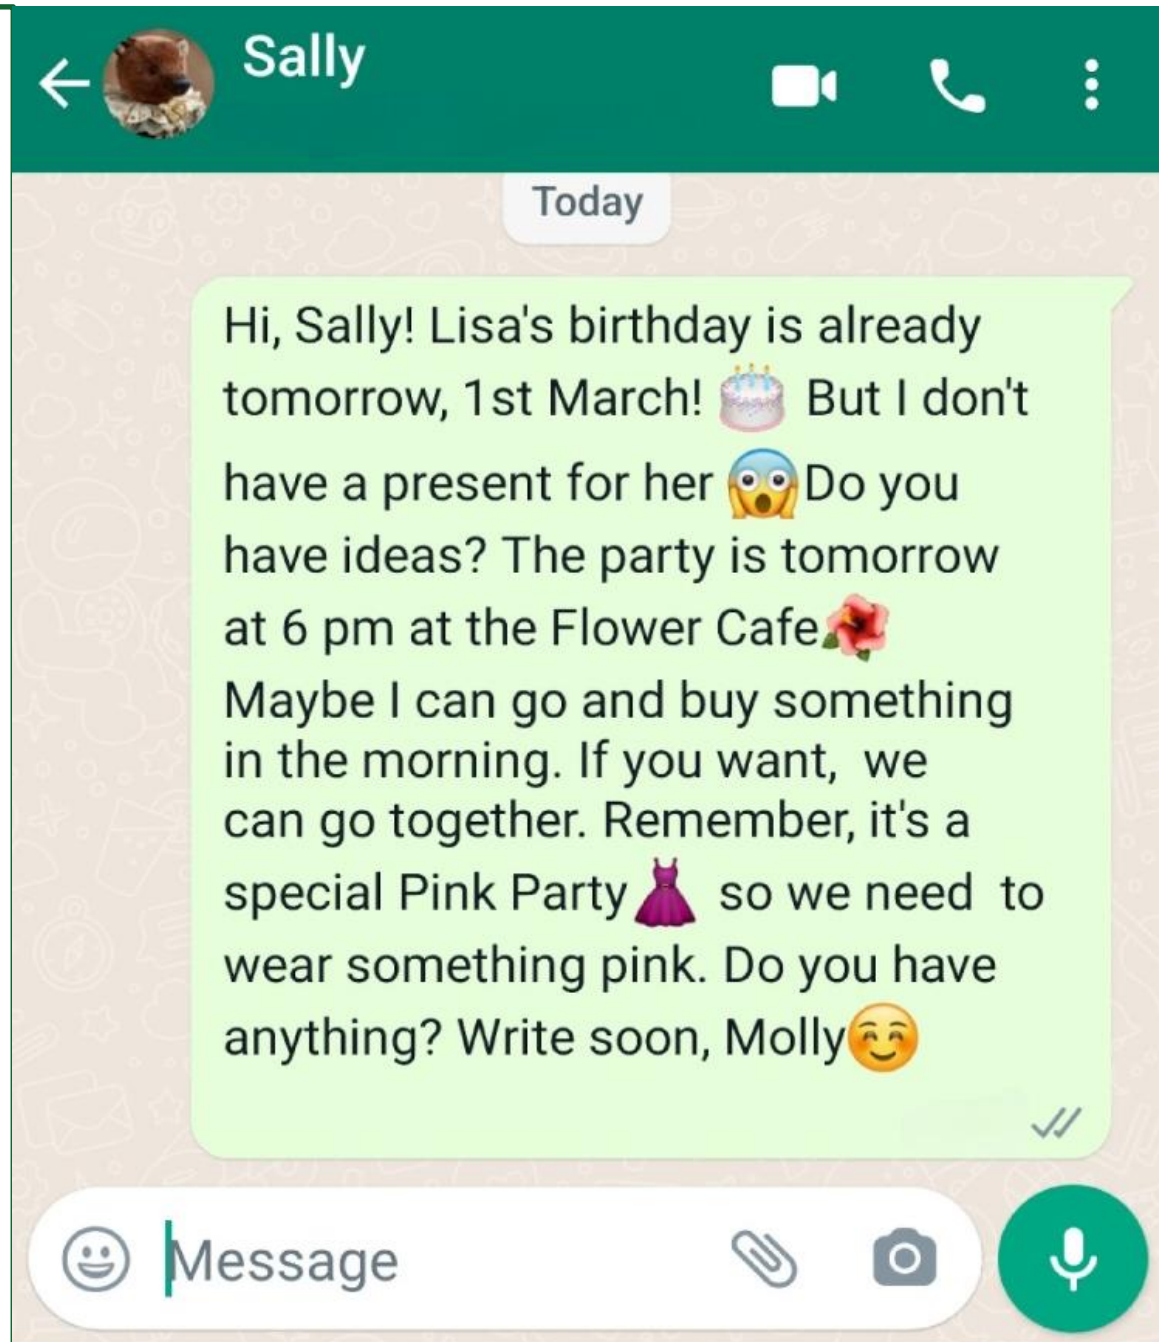 Sally
Today
Hi, Sally! Lisa's birthday is already
tomorrow, 1st March! 🎂 But I don't
have a present for her 😱Do you
have ideas? The party is tomorrow
at 6 pm at the Flower Cafe🌺
Maybe I can go and buy something
in the morning. If you want,  we
can go together. Remember, it's a
special Pink Party👗 so we need  to
wear something pink. Do you have
anything? Write soon, Molly☺️
Message